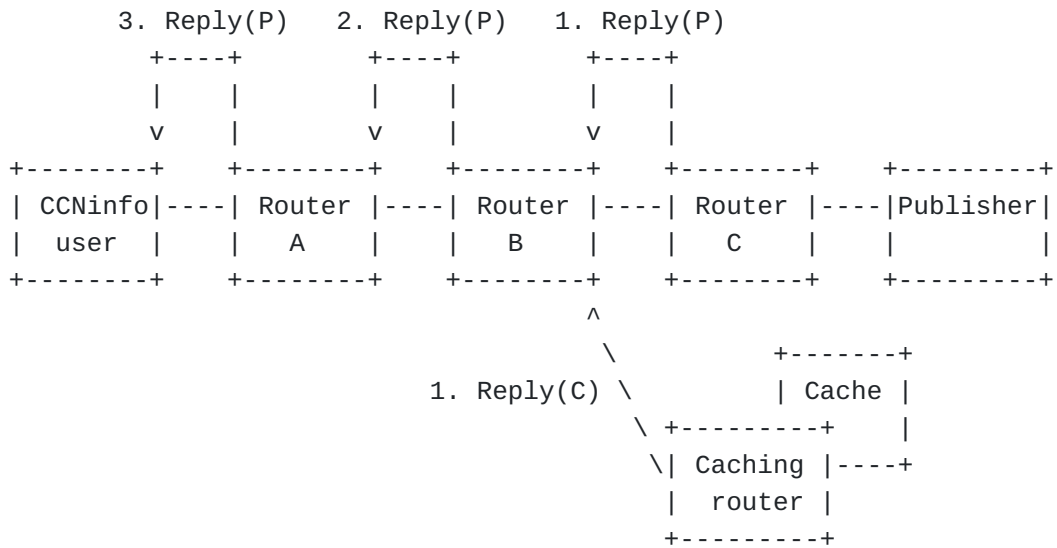 3. Reply(P) 2. Reply(P) 1. Reply(P)
CCNinfo Router Router Router Publisher
user A B C
1. Reply(C) Cache
Caching
router